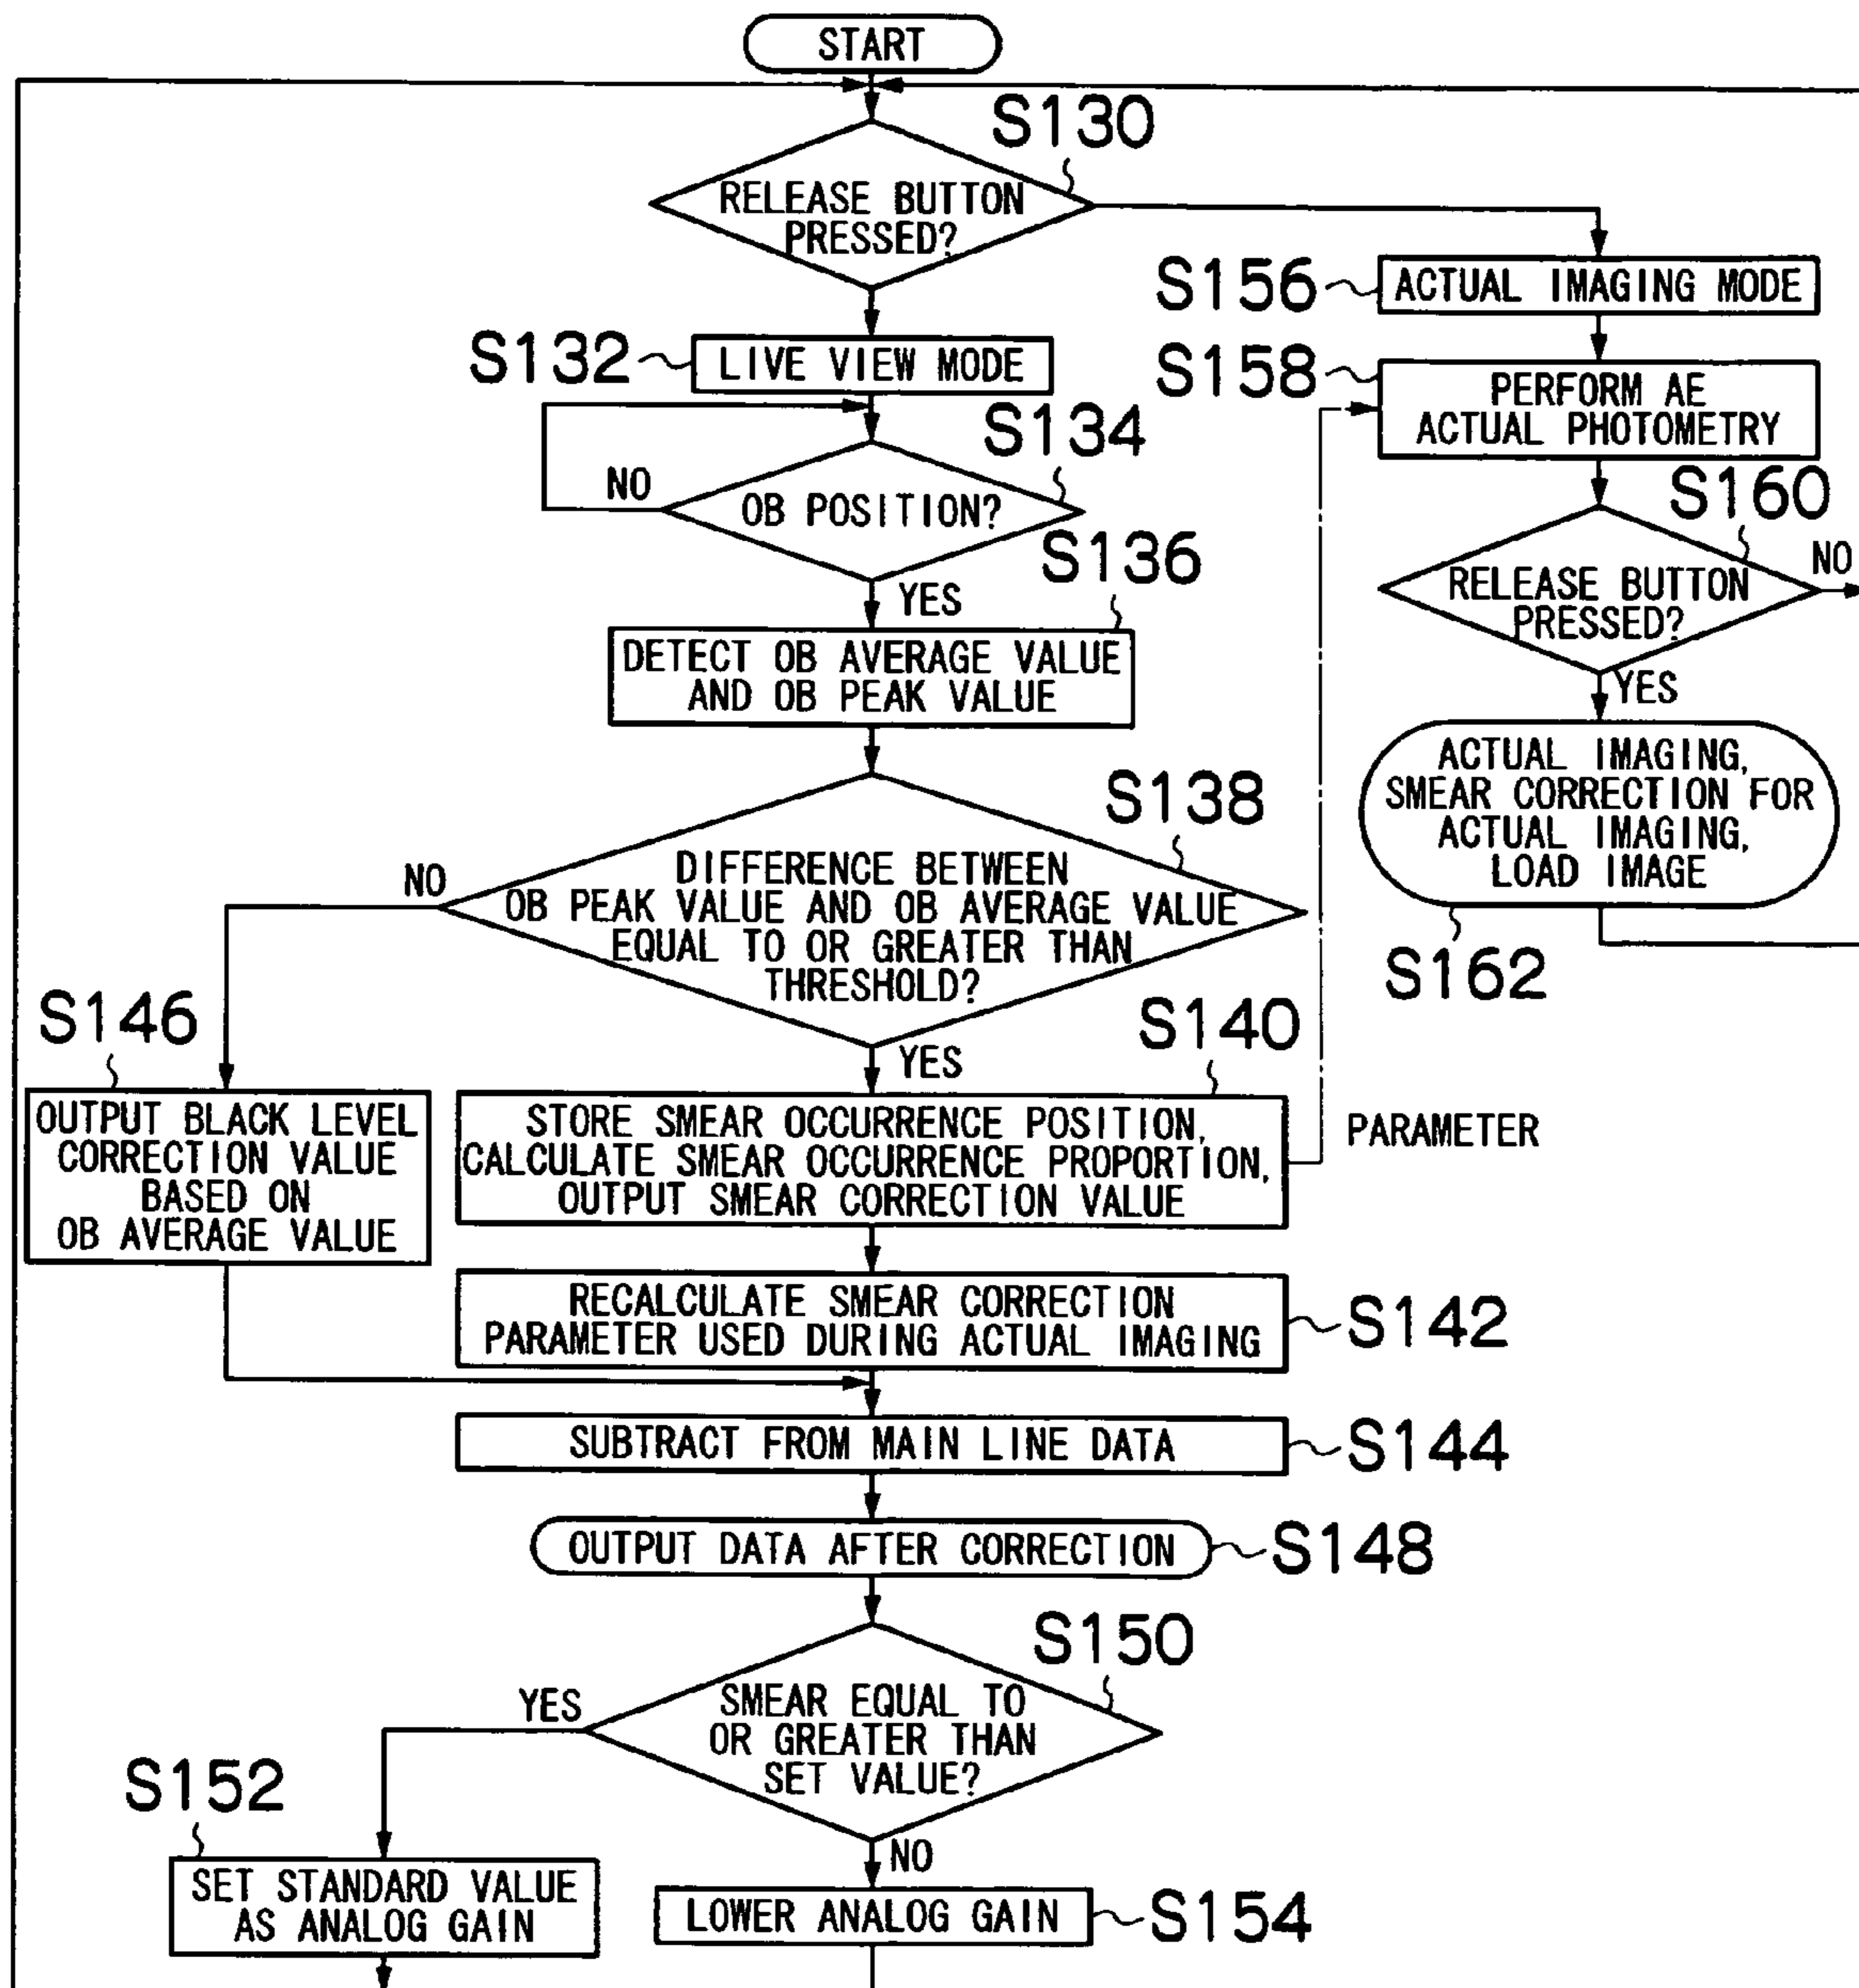 START
S130
RELEASE BUTTON
PRESSED?
S132
LIVE VIEW MODE
S134
NO
OB POSITION?
YES
S136
DETECT OB AVERAGE VALUE
AND OB PEAK VALUE
S138
NO
DIFFERENCE BETWEEN
OB PEAK VALUE AND OB AVERAGE VALUE
EQUAL TO OR GREATER THAN
THRESHOLD?
YES
S146
OUTPUT BLACK LEVEL
CORRECTION VALUE
BASED ON
OB AVERAGE VALUE
S140
STORE SMEAR OCCURRENCE POSITION,
CALCULATE SMEAR OCCURRENCE PROPORTION,
OUTPUT SMEAR CORRECTION VALUE
PARAMETER
RECALCULATE SMEAR CORRECTION
PARAMETER USED DURING ACTUAL IMAGING
S142
SUBTRACT FROM MAIN LINE DATA
S144
OUTPUT DATA AFTER CORRECTION
S148
S150
YES
SMEAR EQUAL TO
OR GREATER THAN
SET VALUE?
NO
S152
SET STANDARD VALUE
AS ANALOG GAIN
LOWER ANALOG GAIN
S154
S156
ACTUAL IMAGING MODE
S158
PERFORM AE
ACTUAL PHOTOMETRY
S160
RELEASE BUTTON
PRESSED?
NO
YES
ACTUAL IMAGING,
SMEAR CORRECTION FOR
ACTUAL IMAGING,
LOAD IMAGE
S162